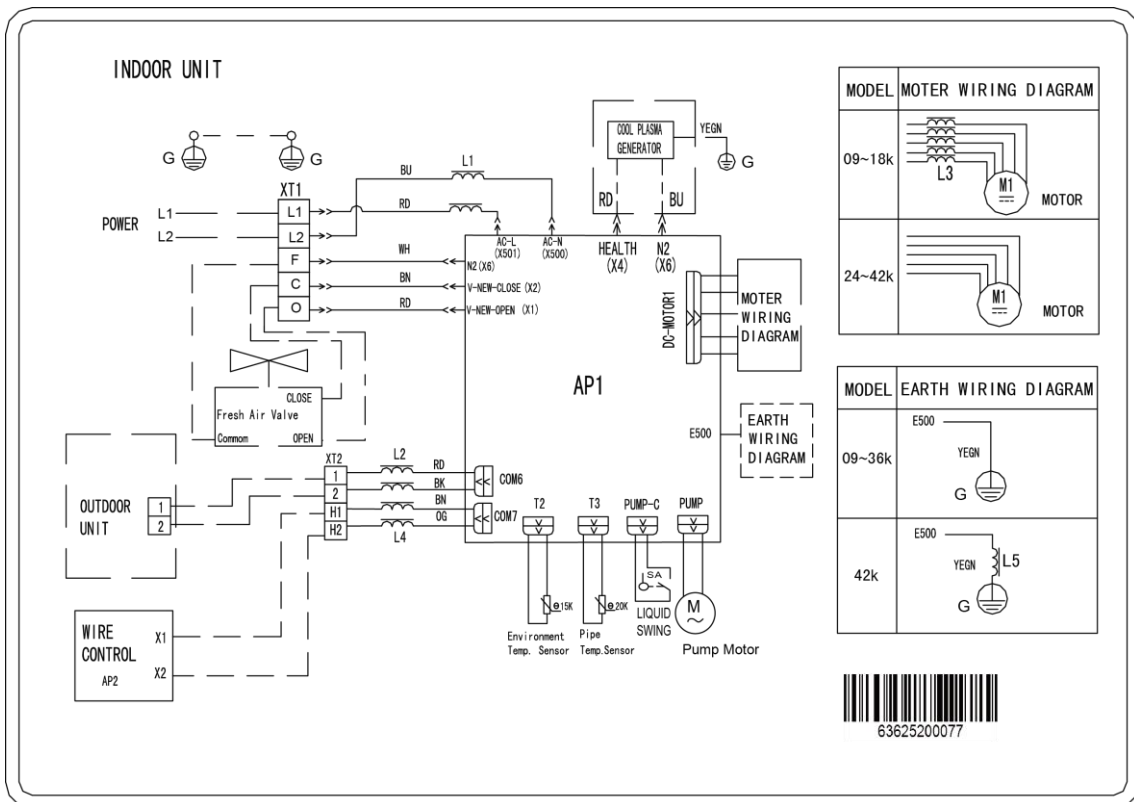 INDOOR UNIT
G
G
XT1
POWER
L1
L2
L1
L2
F
C
O
BU
L1
RD
WH
BN
RD
COOL PLASMA
GENERATOR
YEGN
G
RD
BU
AC-L
(X501)
AC-N
(X500)
HEALTH
(X4)
N2
(X6)
N2(X6)
V-NEW-CLOSE (X2)
V-NEW-OPEN (X1)
DC-MOTOR1
MOTER
WIRING
DIAGRAM
AP1
CLOSE
Fresh Air Valve
Commom
OPEN
E500
EARTH
WIRING
DIAGRAM
OUTDOOR
UNIT
1
2
XT2
1
2
H1
H2
L2
RD
BK
BN
OG
L4
COM6
COM7
T2
T3
PUMP-C
PUMP
θ15K
θ20K
SA
LIQUID
SWING
M
~
Environment
Temp. Sensor
Pipe
Temp.Sensor
Pump Motor
WIRE
CONTROL
AP2
X1
X2
MODEL
MOTER WIRING DIAGRAM
09~18k
L3
M1
MOTOR
24~42k
M1
MOTOR
MODEL
EARTH WIRING DIAGRAM
09~36k
E500
YEGN
G
42k
E500
YEGN
L5
G
63625200077